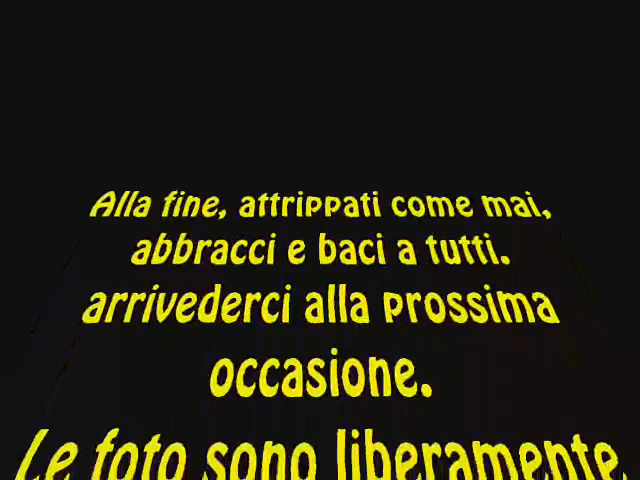 Alla fine, attrippati come mai,
abbracci e baci a tutti.
arrivederci alla prossima
occasione.
Le foto sono liberamente